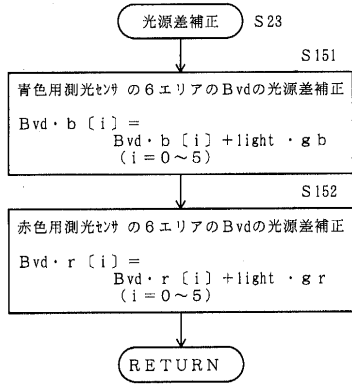 光源差補正 S23
S151
青色用測光ｾﾝｻ の6エリアのBvdの光源差補正
Bvd・b〔i〕=
Bvd・b〔i〕+light・gb
(i=0~5)
S152
赤色用測光ｾﾝｻ の6エリアのBvdの光源差補正
Bvd・r〔i〕=
Bvd・r〔i〕+light・gr
(i=0~5)
RETURN